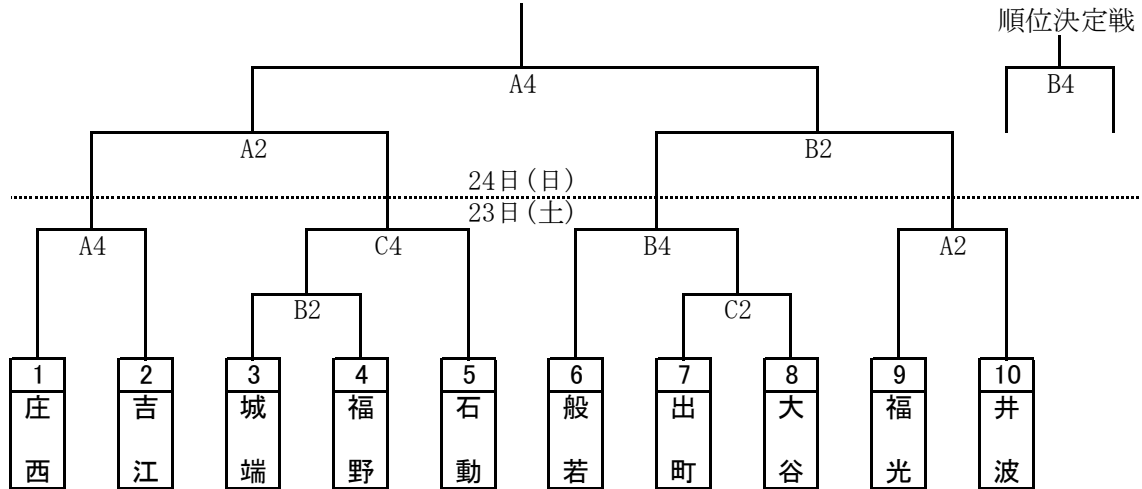 順位決定戦
A4
B4
A2
B2
24日(日)
23日(土)
A4
C4
B4
A2
B2
C2
1
2
3
4
5
6
7
8
9
10
庄西
吉江
城端
福野
石動
般若
出町
大谷
福光
井波